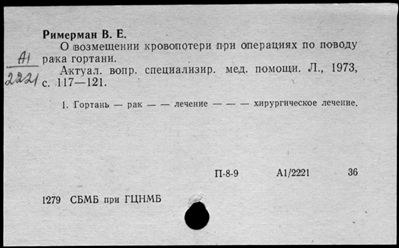 Римерман В. Е.
О возмещении кровопотери при операциях по поводу
рака гортани.
А1
2221
Актуал. вопр. специализир. мед. помощи. Л., 1973,
с. 117—121.
1. Гортань — рак — — лечение — — — хирургическое лечение.
П-8-9 А1/2221 36
1279 СБМБ при ГЦНМБ